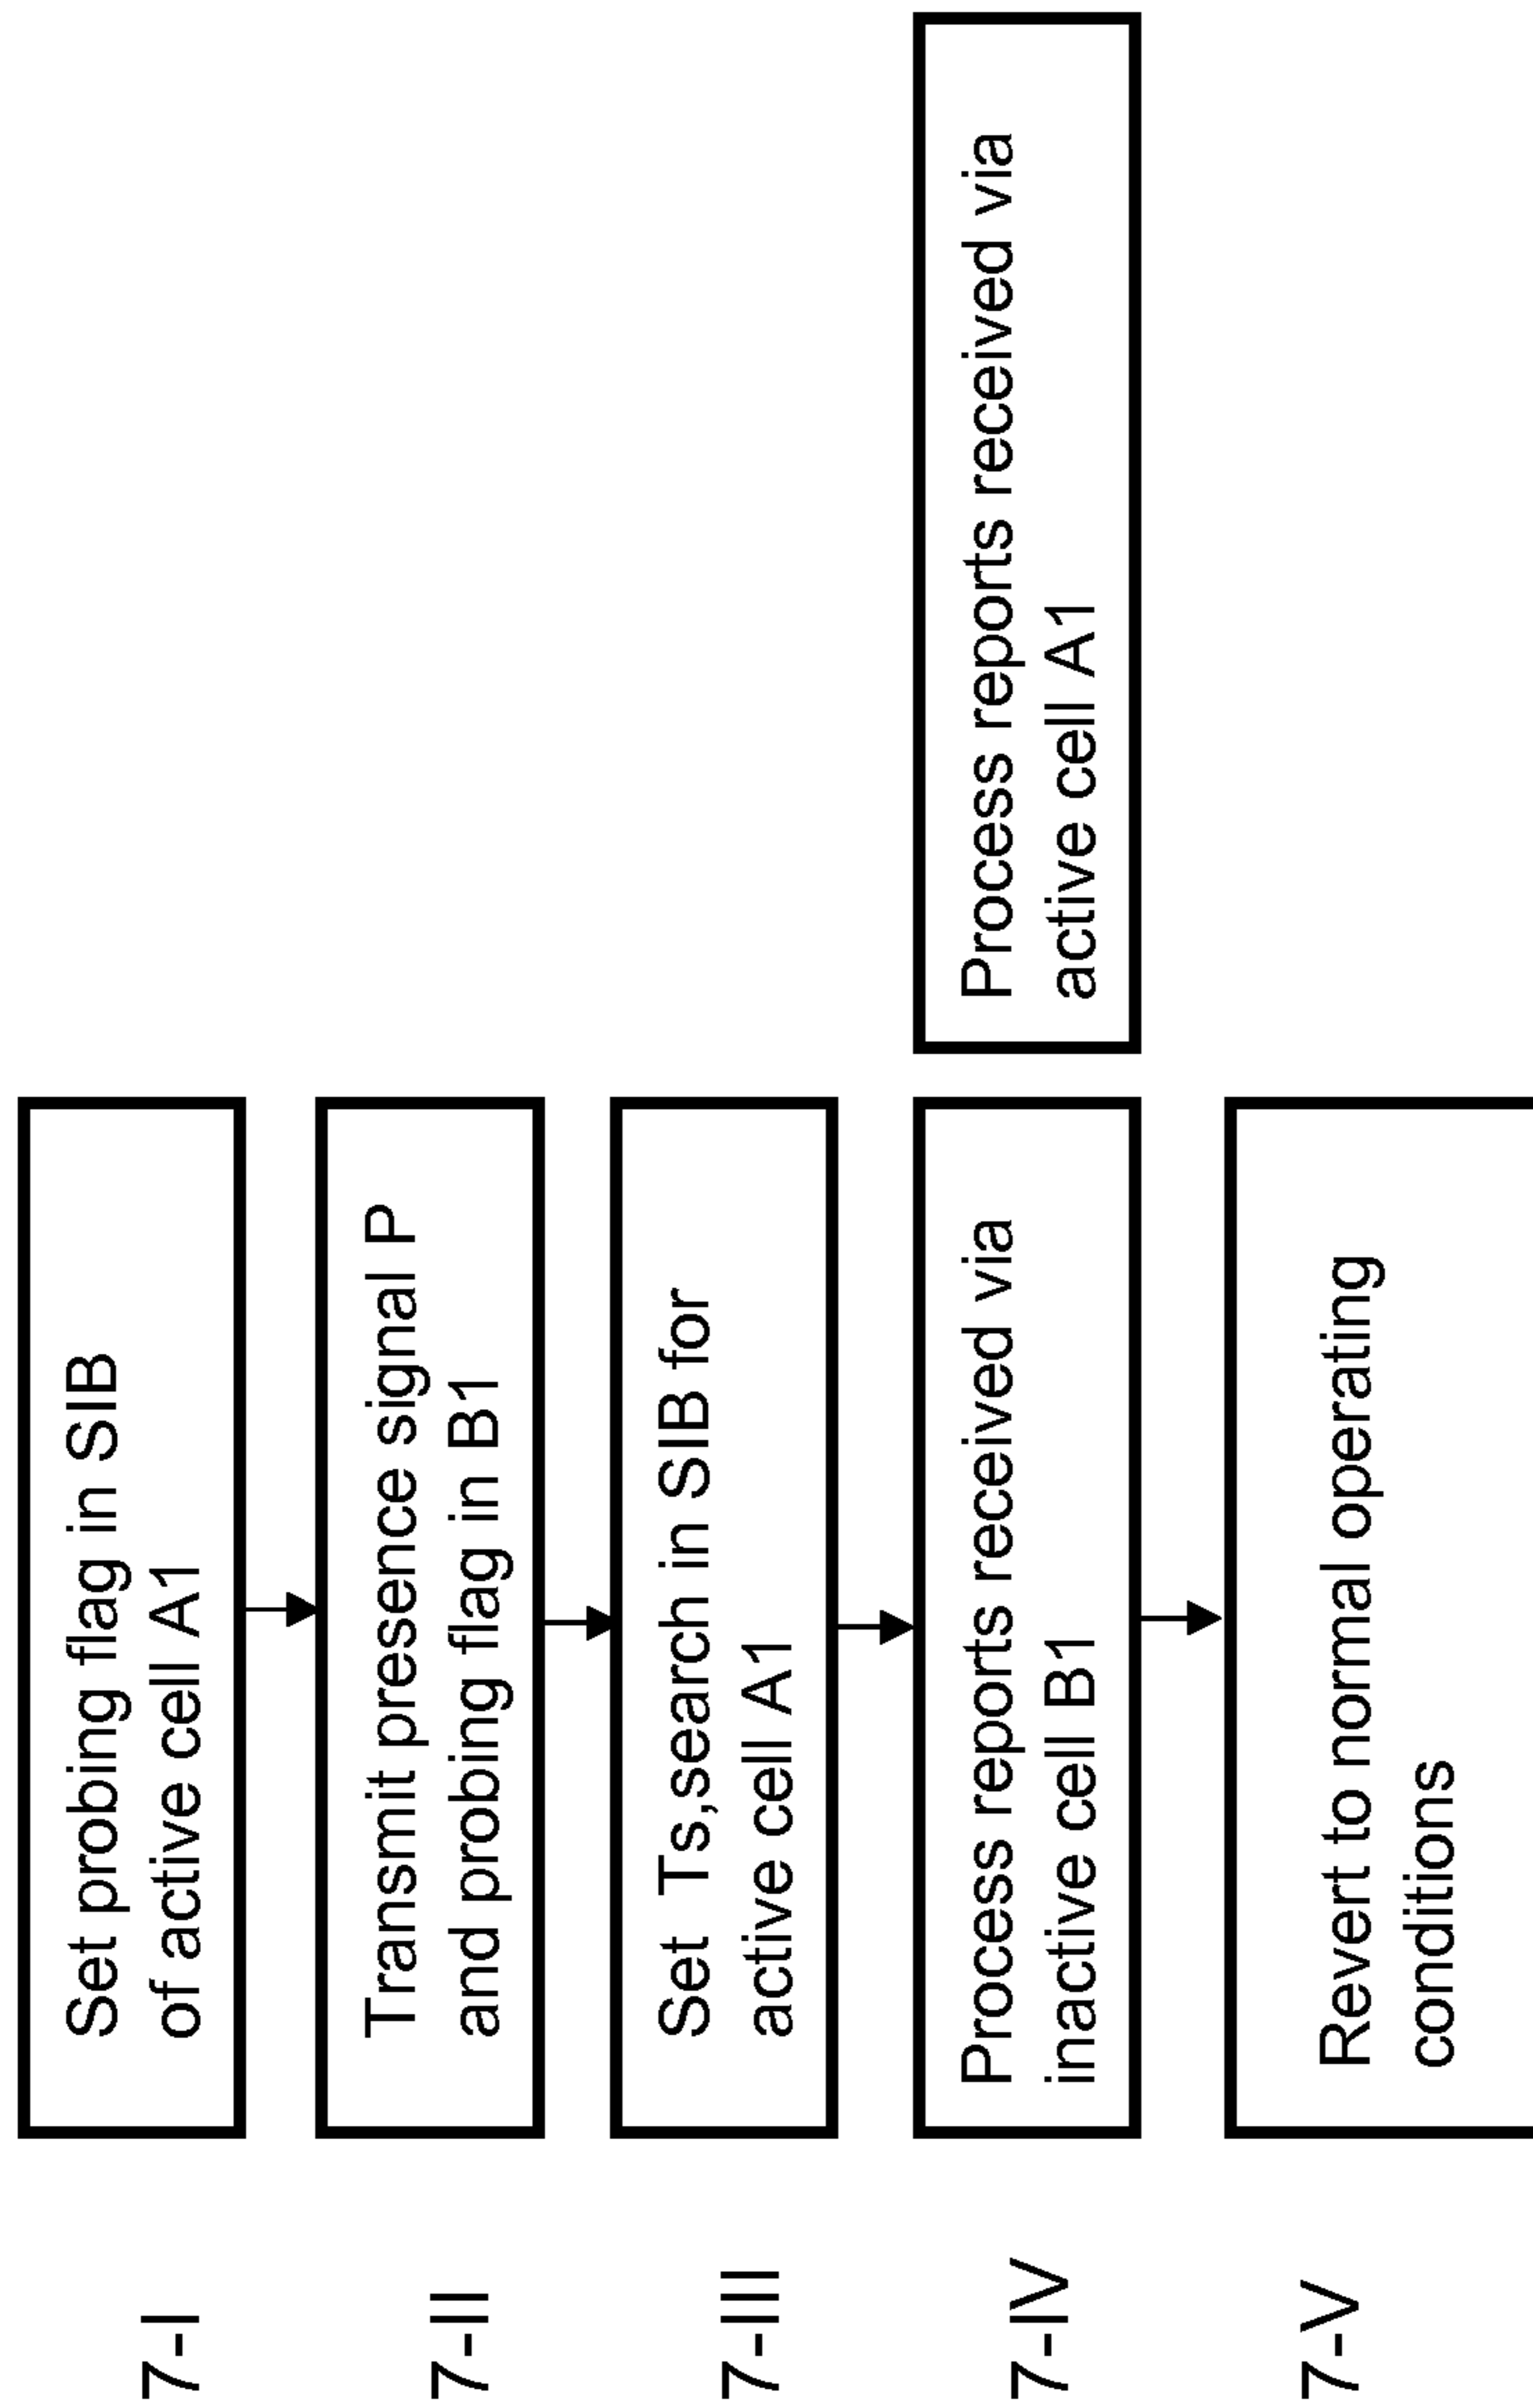 7-I
Set probing flag in SIB
of active cell A1
7-II
Transmit presence signal P
and probing flag in B1
7-III
Set Ts,search in SIB for
active cell A1
7-IV
Process reports received via
inactive cell B1
Process reports received via
active cell A1
7-V
Revert to normal operating
conditions